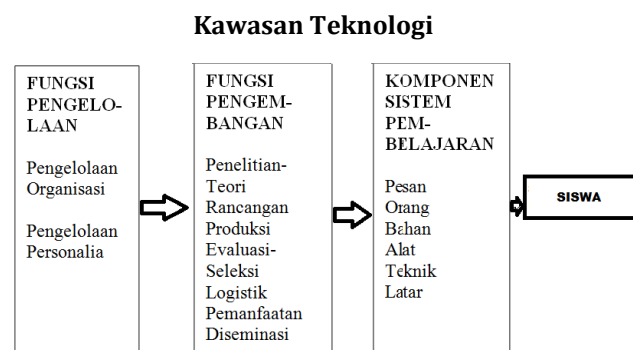 Kawasan Teknologi
FUNGSI
PENGELO-
LAAN
Pengelolaan
Organisasi
Pengelolaan
Personalia
FUNGSI
PENGEM-
BANGAN
Penelitian-
Teori
Rancangan
Produksi
Evaluasi-
Seleksi
Logistik
Pemanfaatan
Diseminasi
KOMPONEN
SISTEM
PEM-
BELAJARAN
Pesan
Orang
Bahan
Alat
Teknik
Latar
SISWA